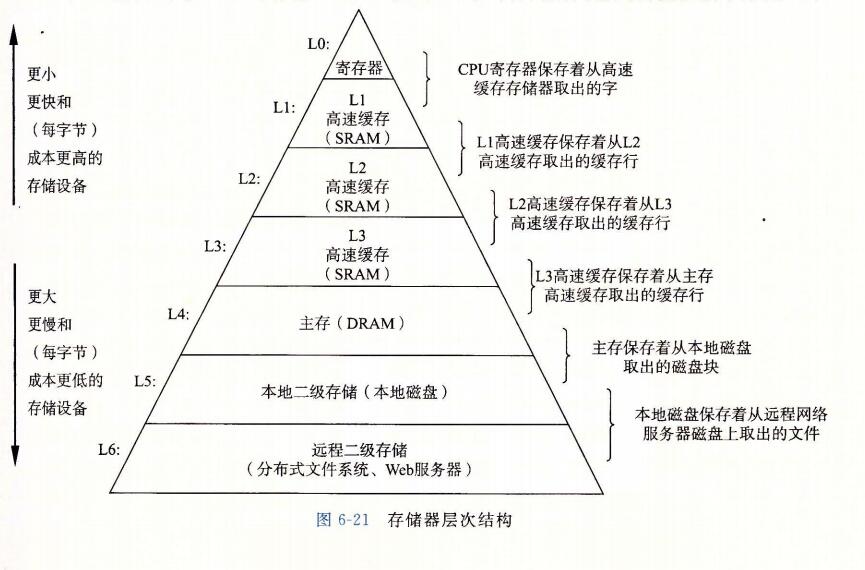 更小
更快和
（每字节）
成本更高的
存储设备
更大
更慢和
（每字节）
成本更低的
存储设备
L0:
寄存器
CPU寄存器保存着从高速
缓存存储器取出的字
L1:
L1
高速缓存
（SRAM）
L1高速缓存保存着从L2
高速缓存取出的缓存行
L2:
L2
高速缓存
（SRAM）
L2高速缓存保存着从L3
高速缓存取出的缓存行
L3:
L3
高速缓存
（SRAM）
L3高速缓存保存着从主存
高速缓存取出的缓存行
L4:
主存（DRAM）
主存保存着从本地磁盘
取出的磁盘块
L5:
本地二级存储（本地磁盘）
本地磁盘保存着从远程网络
服务器磁盘上取出的文件
L6:
远程二级存储
（分布式文件系统、Web服务器）
图 6-21 存储器层次结构